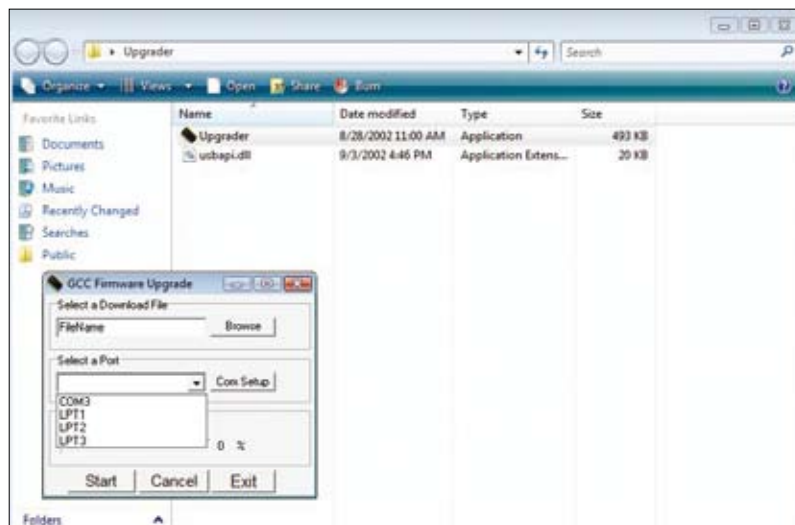 Upgrader
Search
Organize Views Open Share Burn
Favorite Links
Documents
Pictures
Music
Recently Changed
Searches
Public
Folders
Name Date modified Type Size
Upgrader 8/28/2002 11:00 AM Application 493 KB
usbapi.dll 9/3/2002 4:46 PM Application Extens... 20 KB
GCC Firmware Upgrade
Select a Download File
FileName Browse
Select a Port
Com Setup
COM3
LPT1
LPT2
LPT3
0 %
Start Cancel Exit